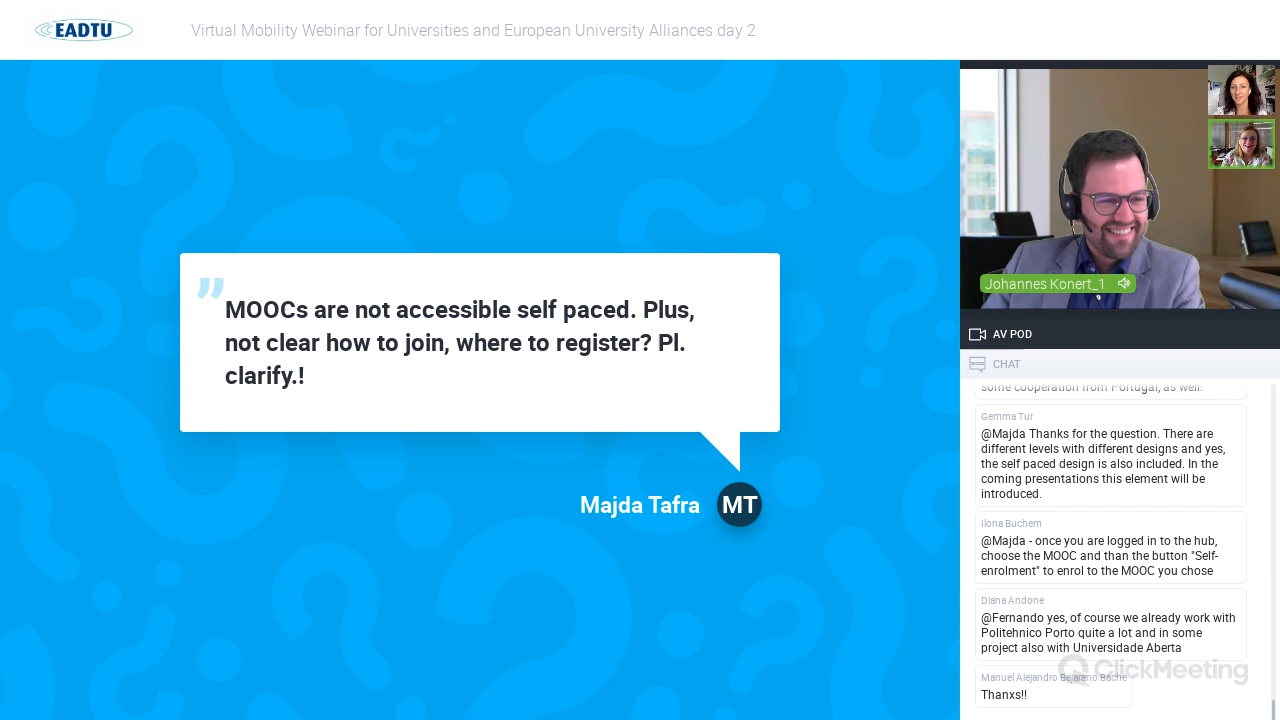 EADTU
Virtual Mobility Webinar for Universities and European University Alliances day 2
”
MOOCs are not accessible self paced. Plus,
not clear how to join, where to register? Pl.
clarify.!
Majda Tafra
MT
Johannes Konert_1
AV POD
CHAT
some cooperation from Portugal, as well.
Gemma Tur
@Majda Thanks for the question. There are
different levels with different designs and yes,
the self paced design is also included. In the
coming presentations this element will be
introduced.
Ilona Buchem
@Majda - once you are logged in to the hub,
choose the MOOC and than the button "Self-
enrolment" to enrol to the MOOC you chose
Diana Andone
@Fernando yes, of course we already work with
Politehnico Porto quite a lot and in some
project also with Universidade Aberta
Manuel Alejandro Bejarano Bache
Thanxs!!
ClickMeeting